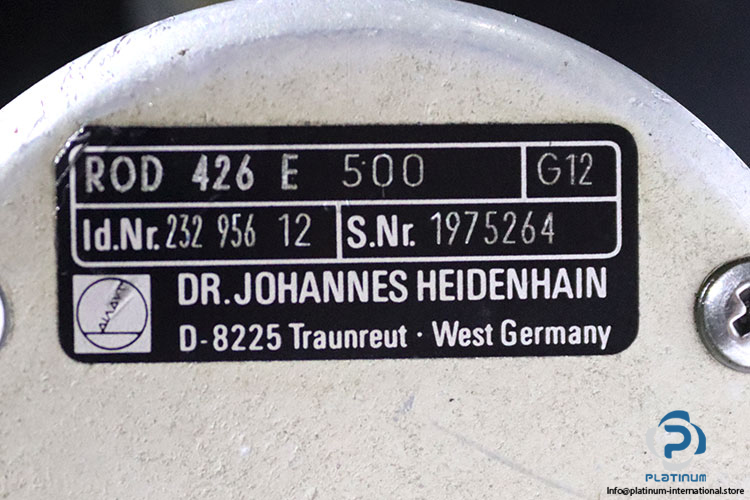 ROD 426 E 500 G12
Id.Nr. 232 956 12 S.Nr. 1975264
DR. JOHANNES HEIDENHAIN
D-8225 Traunreut · West Germany
PLATINUM
Info@platinum-international.store